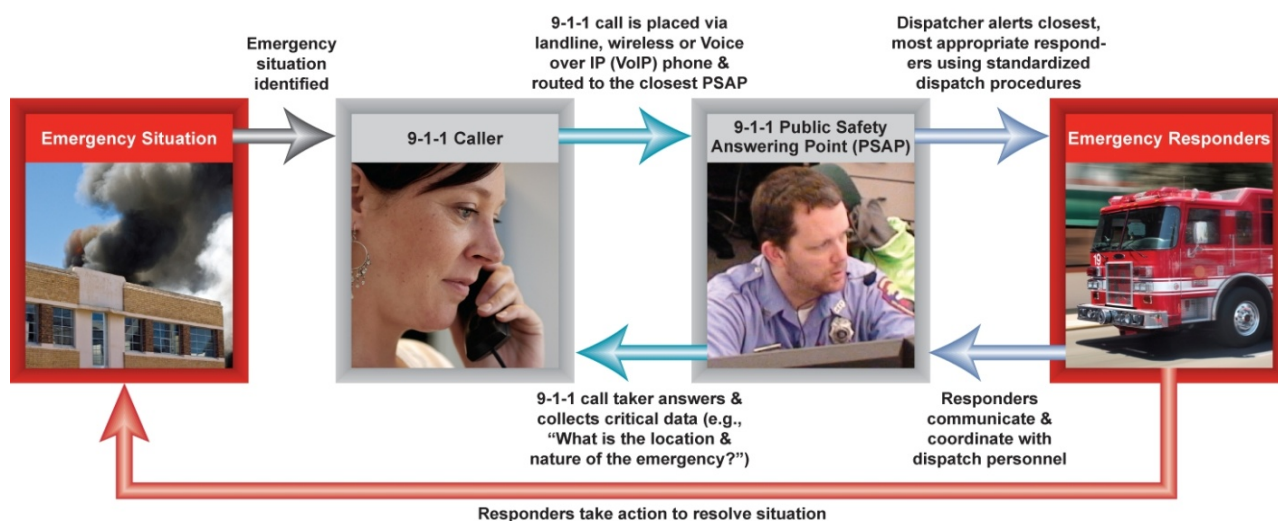 Emergency
situation
identified
9-1-1 call is placed via
landline, wireless or Voice
over IP (VoIP) phone &
routed to the closest PSAP
Dispatcher alerts closest,
most appropriate respond-
ers using standardized
dispatch procedures
Emergency Situation
9-1-1 Caller
9-1-1 Public Safety
Answering Point (PSAP)
Emergency Responders
19
9-1-1 call taker answers &
collects critical data (e.g.,
“What is the location &
nature of the emergency?”)
Responders
communicate &
coordinate with
dispatch personnel
Responders take action to resolve situation